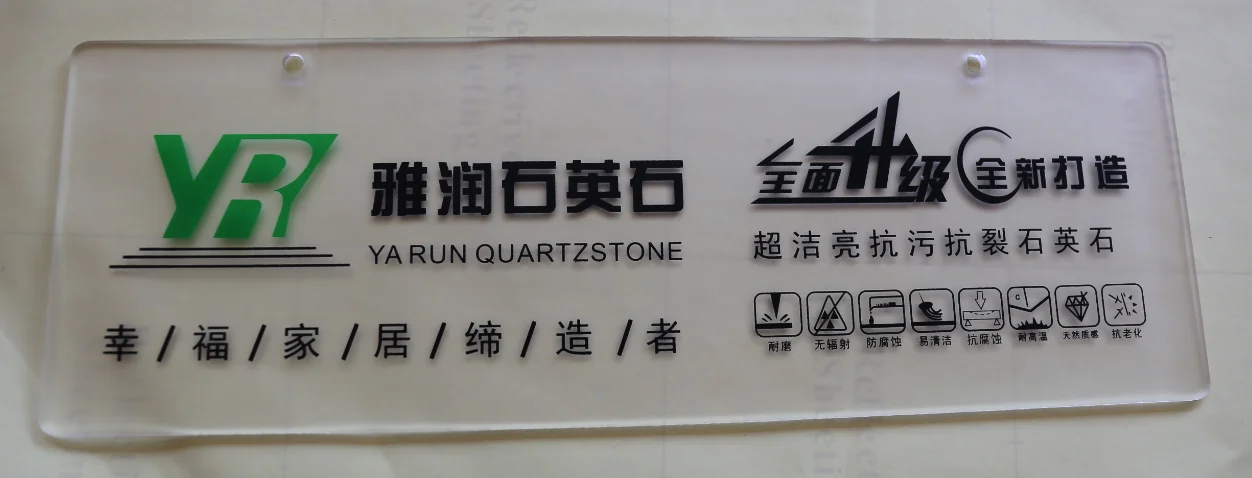 YR
雅润石英石
YA RUN QUARTZSTONE
幸/福/家/居/缔/造/者
全面升级 全新打造
超洁亮抗污抗裂石英石
耐磨 无辐射 防腐蚀 易清洁 抗腐蚀 耐高温 天然质感 抗老化